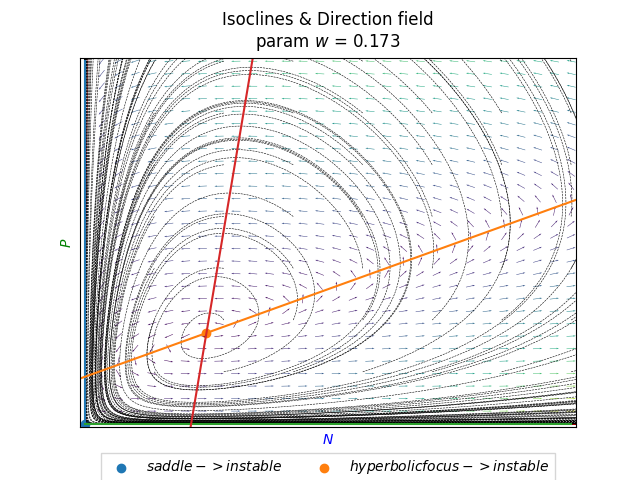 Isoclines & Direction field
param w = 0.173
P
N
saddle − > instable
hyperbolicfocus − > instable